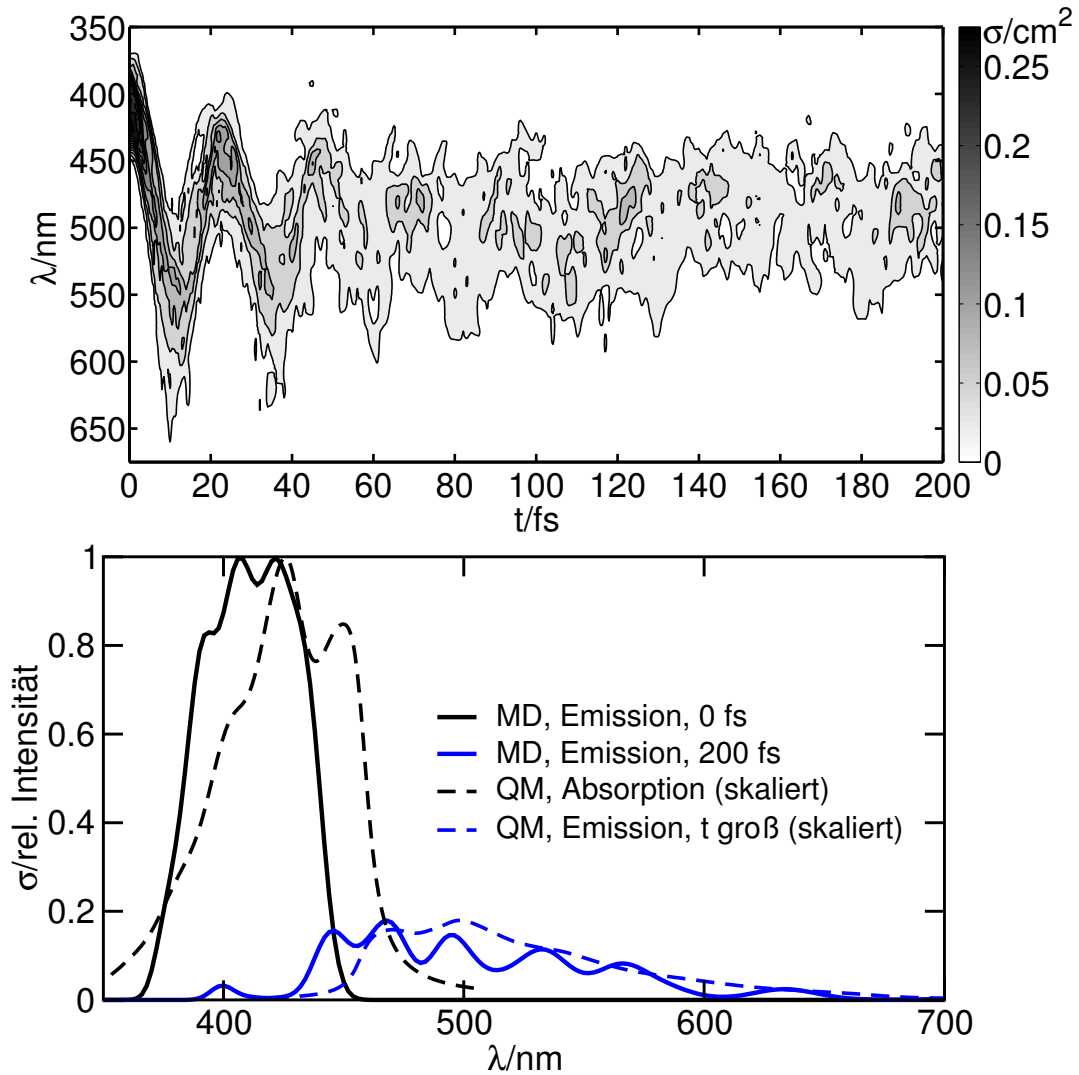 350
400
450
500
550
600
650
λ/nm
0 20 40 60 80 100 120 140 160 180 200
t/fs
σ/cm²
0.25
0.2
0.15
0.1
0.05
0
1
0.8
0.6
0.4
0.2
0
σ/rel. Intensität
MD, Emission, 0 fs
MD, Emission, 200 fs
QM, Absorption (skaliert)
QM, Emission, t groß (skaliert)
400 500 600 700
λ/nm